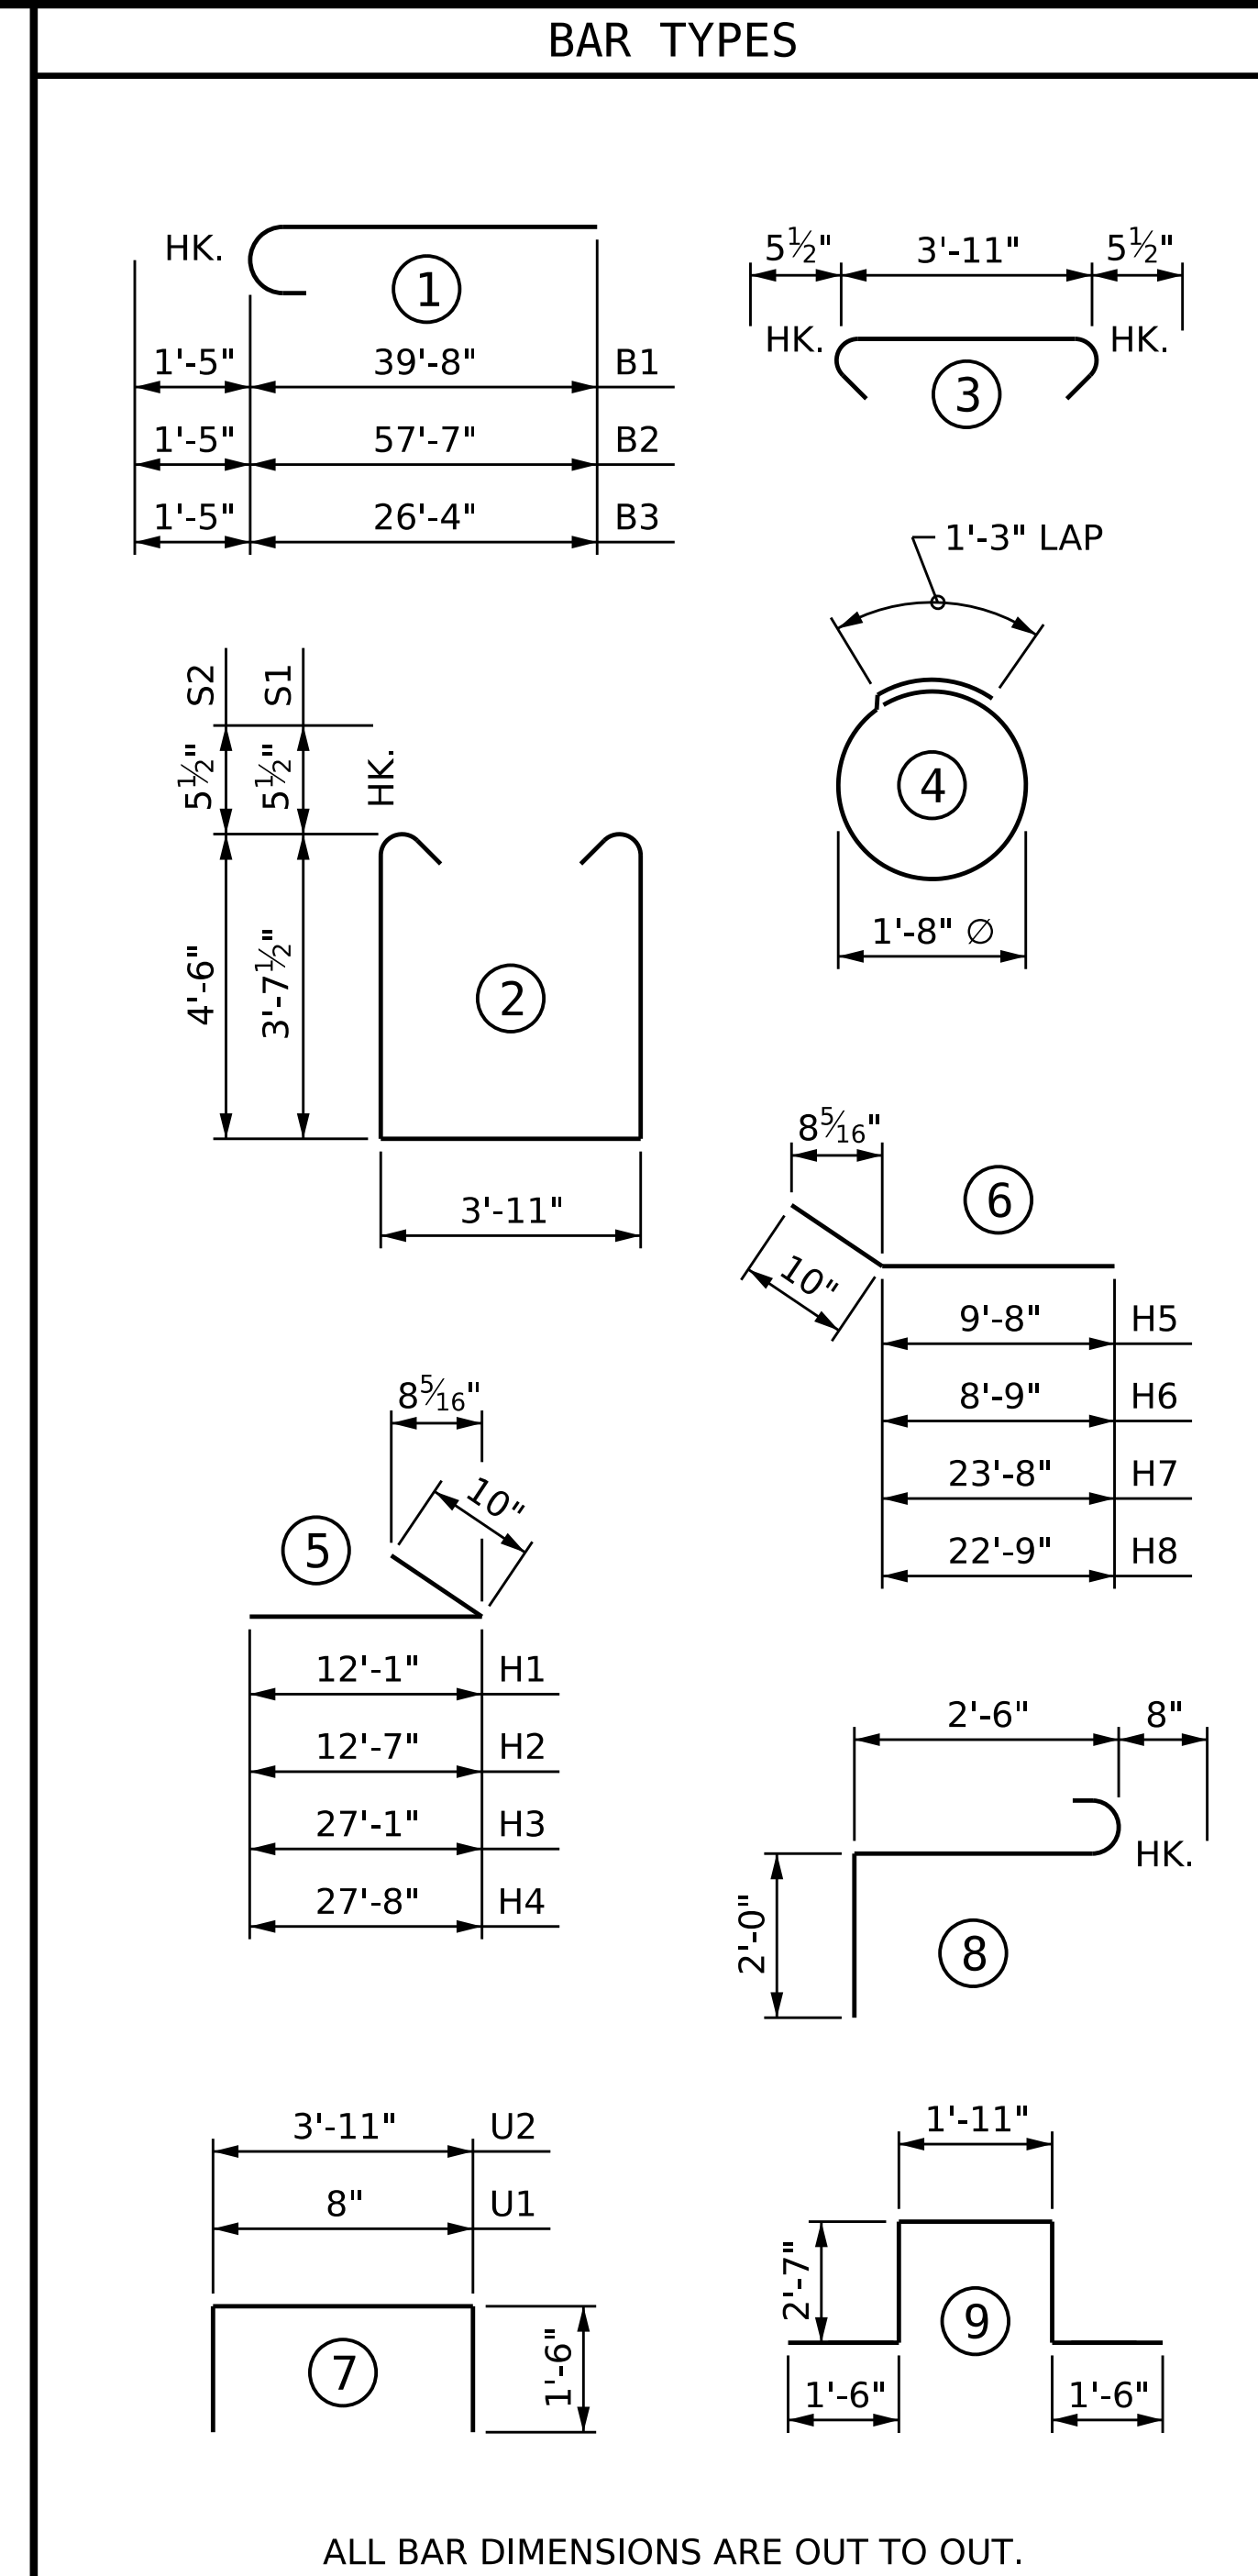 BAR TYPES
HK.
1
1'-5" 39'-8" B1
1'-5" 57'-7" B2
1'-5" 26'-4" B3
5½" 3'-11" 5½"
HK. HK.
3
1'-3" LAP
4
1'-8" ∅
S2 S1
5½" 5½" HK.
4'-6" 3'-7½"
2
3'-11"
8⁵⁄₁₆"
6
10"
9'-8" H5
8'-9" H6
23'-8" H7
22'-9" H8
8⁵⁄₁₆"
10"
5
12'-1" H1
12'-7" H2
27'-1" H3
27'-8" H4
2'-6" 8"
HK.
2'-0"
8
3'-11" U2
8" U1
7
1'-6"
1'-11"
2'-7"
9
1'-6" 1'-6"
ALL BAR DIMENSIONS ARE OUT TO OUT.